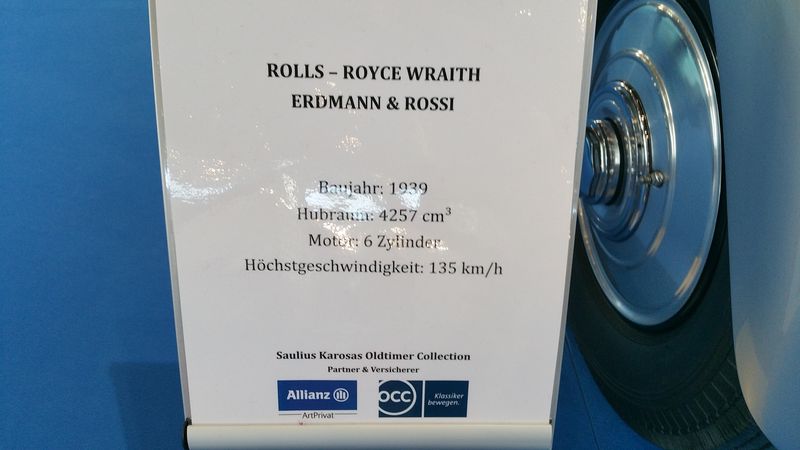 ROLLS – ROYCE WRAITH
ERDMANN & ROSSI
Baujahr: 1939
Hubraum: 4257 cm³
Motor: 6 Zylinder
Höchstgeschwindigkeit: 135 km/h
Saulius Karosas Oldtimer Collection
Partner & Versicherer
Allianz
ArtPrivat
OCC
Klassiker
bewegen.